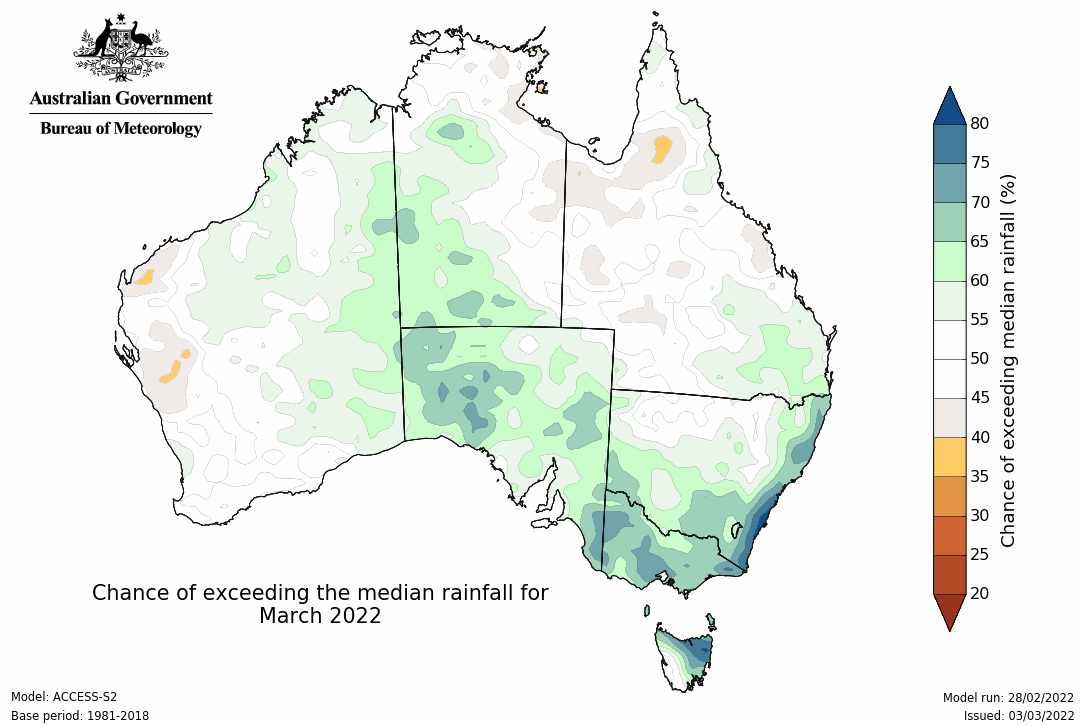 Australian Government
Bureau of Meteorology
80
75
70
65
60
55
50
45
40
35
30
25
20
Chance of exceeding median rainfall (%)
Chance of exceeding the median rainfall for
March 2022
Model: ACCESS-S2
Base period: 1981-2018
Model run: 28/02/2022
Issued: 03/03/2022